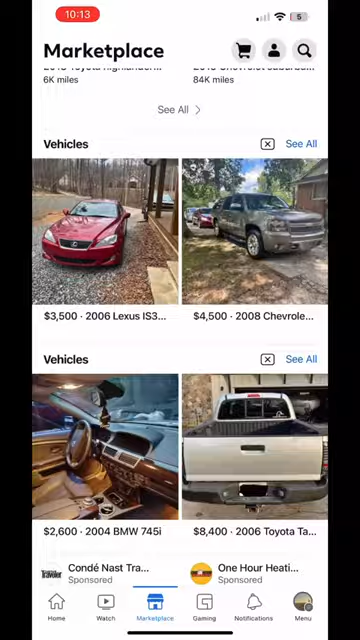 10:13
5
Marketplace
6K miles
84K miles
See All
Vehicles
See All
$3,500 · 2006 Lexus IS3...
$4,500 · 2008 Chevrole...
Vehicles
See All
$2,600 · 2004 BMW 745i
$8,400 · 2006 Toyota Ta...
Traveler
Condé Nast Tra...
Sponsored
One Hour Heati...
Sponsored
Home
Watch
Marketplace
Gaming
Notifications
Menu